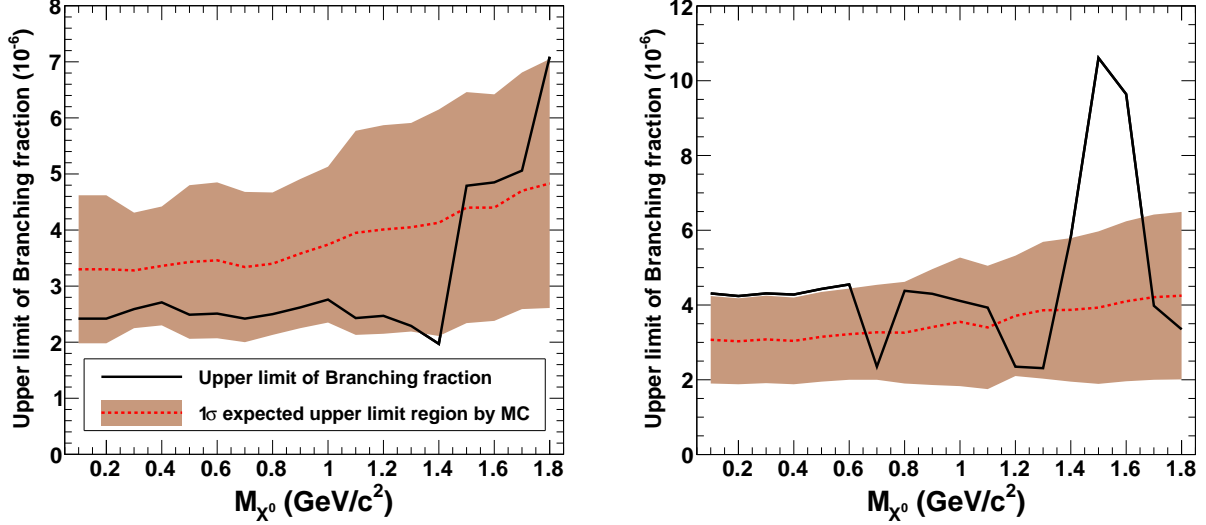 Upper limit of Branching fraction (10⁻⁶)
8
7
6
5
4
3
2
1
0
Upper limit of Branching fraction
1σ expected upper limit region by MC
0.2 0.4 0.6 0.8 1 1.2 1.4 1.6 1.8
M_X⁰ (GeV/c²)
Upper limit of Branching fraction (10⁻⁶)
12
10
8
6
4
2
0
0.2 0.4 0.6 0.8 1 1.2 1.4 1.6 1.8
M_X⁰ (GeV/c²)